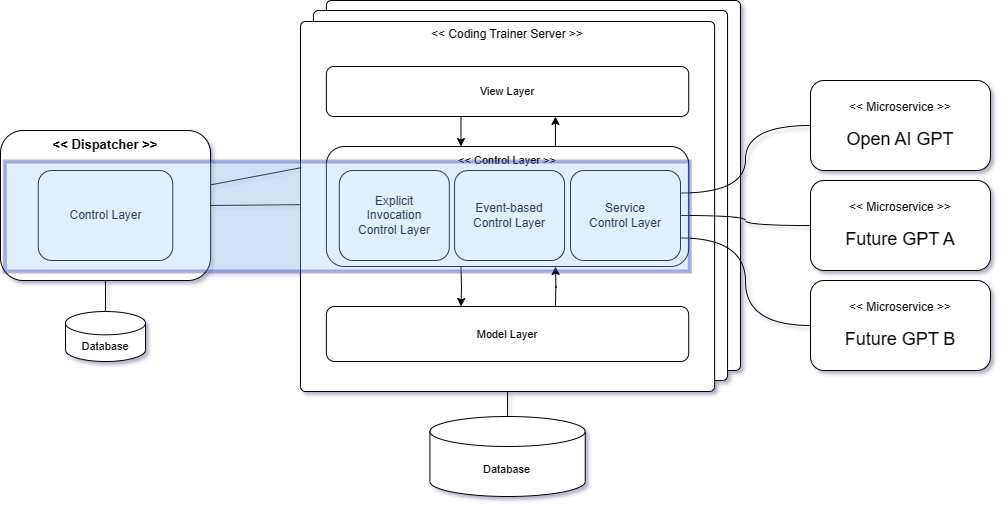 << Coding Trainer Server >>
View Layer
<< Dispatcher >>
Control Layer
Database
<< Control Layer >>
Explicit
Invocation
Control Layer
Event-based
Control Layer
Service
Control Layer
Model Layer
Database
<< Microservice >>
Open AI GPT
<< Microservice >>
Future GPT A
<< Microservice >>
Future GPT B